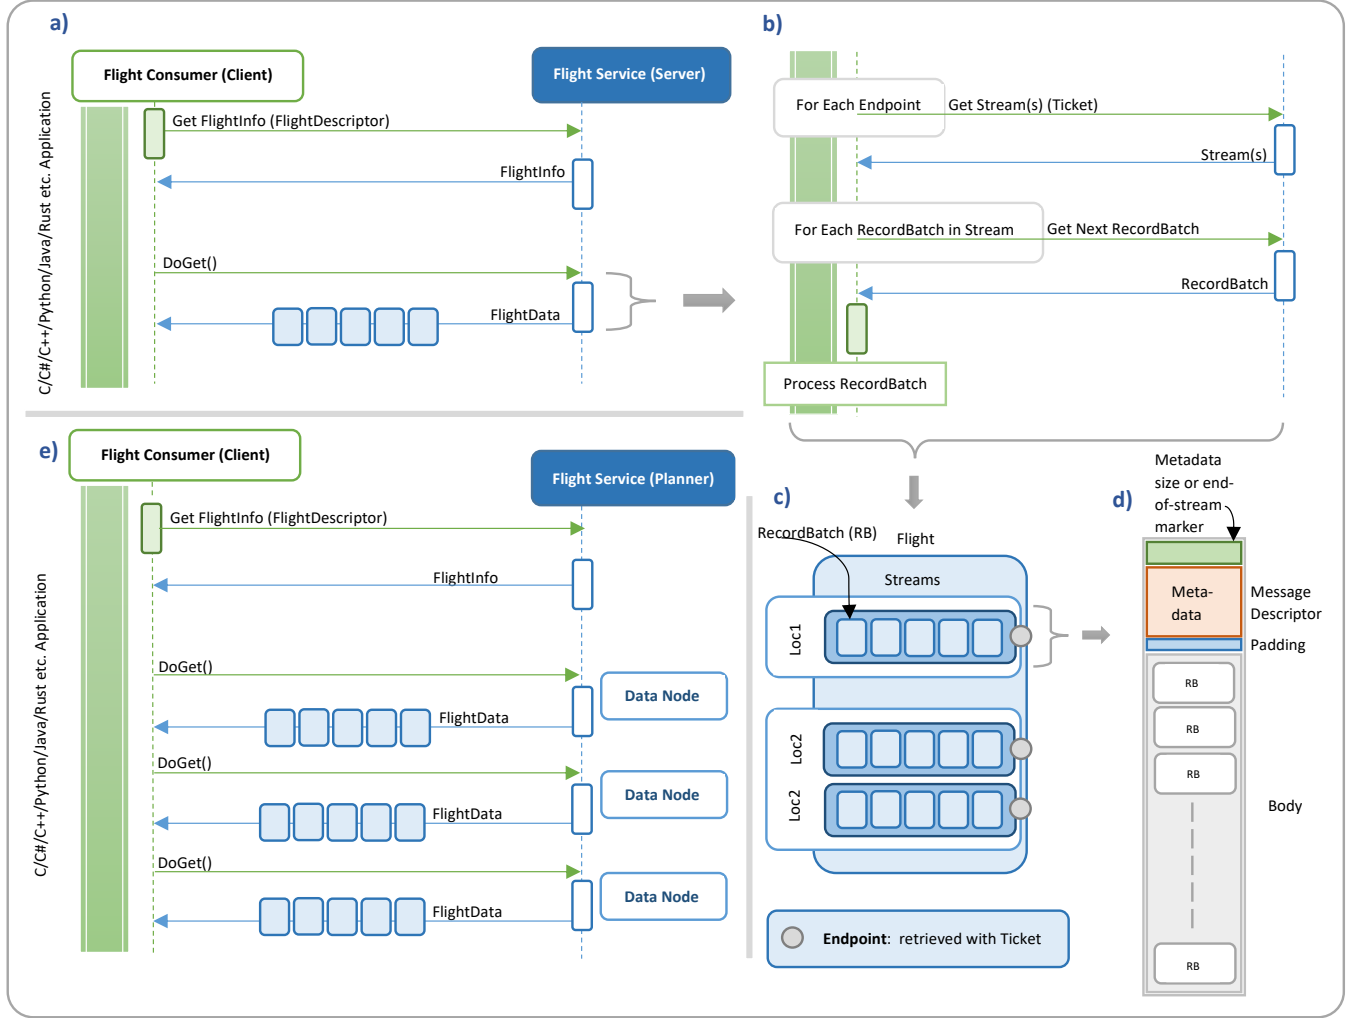 a)
Flight Consumer (Client)
Flight Service (Server)
C/C#/C++/Python/Java/Rust etc. Application
Get FlightInfo (FlightDescriptor)
FlightInfo
DoGet()
FlightData
b)
For Each Endpoint
Get Stream(s) (Ticket)
Stream(s)
For Each RecordBatch in Stream
Get Next RecordBatch
RecordBatch
Process RecordBatch
e)
Flight Consumer (Client)
Flight Service (Planner)
C/C#/C++/Python/Java/Rust etc. Application
Get FlightInfo (FlightDescriptor)
FlightInfo
DoGet()
Data Node
FlightData
DoGet()
Data Node
FlightData
DoGet()
Data Node
FlightData
c)
RecordBatch (RB)
Flight
Streams
Loc1
Loc2
Loc2
Endpoint: retrieved with Ticket
d)
Metadata
size or end-
of-stream
marker
Meta-
data
Message
Descriptor
Padding
RB
RB
RB
Body
RB